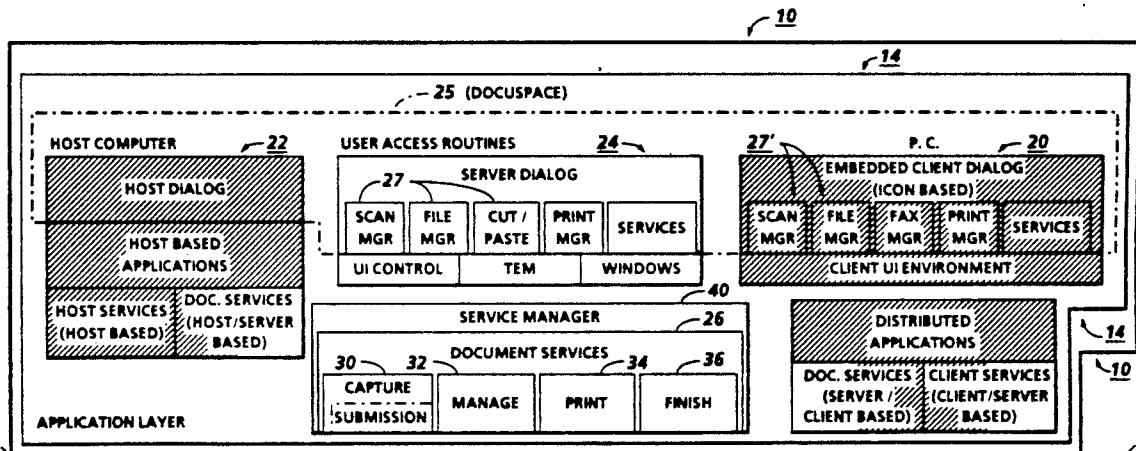 10
14
25 (DOCUSPACE)
HOST COMPUTER
22
HOST DIALOG
HOST BASED
APPLICATIONS
HOST SERVICES
(HOST BASED)
DOC. SERVICES
(HOST/SERVER
BASED)
USER ACCESS ROUTINES
24
SERVER DIALOG
27
SCAN
MGR
FILE
MGR
CUT /
PASTE
PRINT
MGR
SERVICES
UI CONTROL
TEM
WINDOWS
27'
P. C.
20
EMBEDDED CLIENT DIALOG
(ICON BASED)
SCAN
MGR
FILE
MGR
FAX
MGR
PRINT
MGR
SERVICES
CLIENT UI ENVIRONMENT
40
SERVICE MANAGER
26
DOCUMENT SERVICES
30
32
34
36
CAPTURE
SUBMISSION
MANAGE
PRINT
FINISH
DISTRIBUTED
APPLICATIONS
DOC. SERVICES
(SERVER /
CLIENT BASED)
CLIENT SERVICES
(CLIENT/SERVER
BASED)
14
10
APPLICATION LAYER